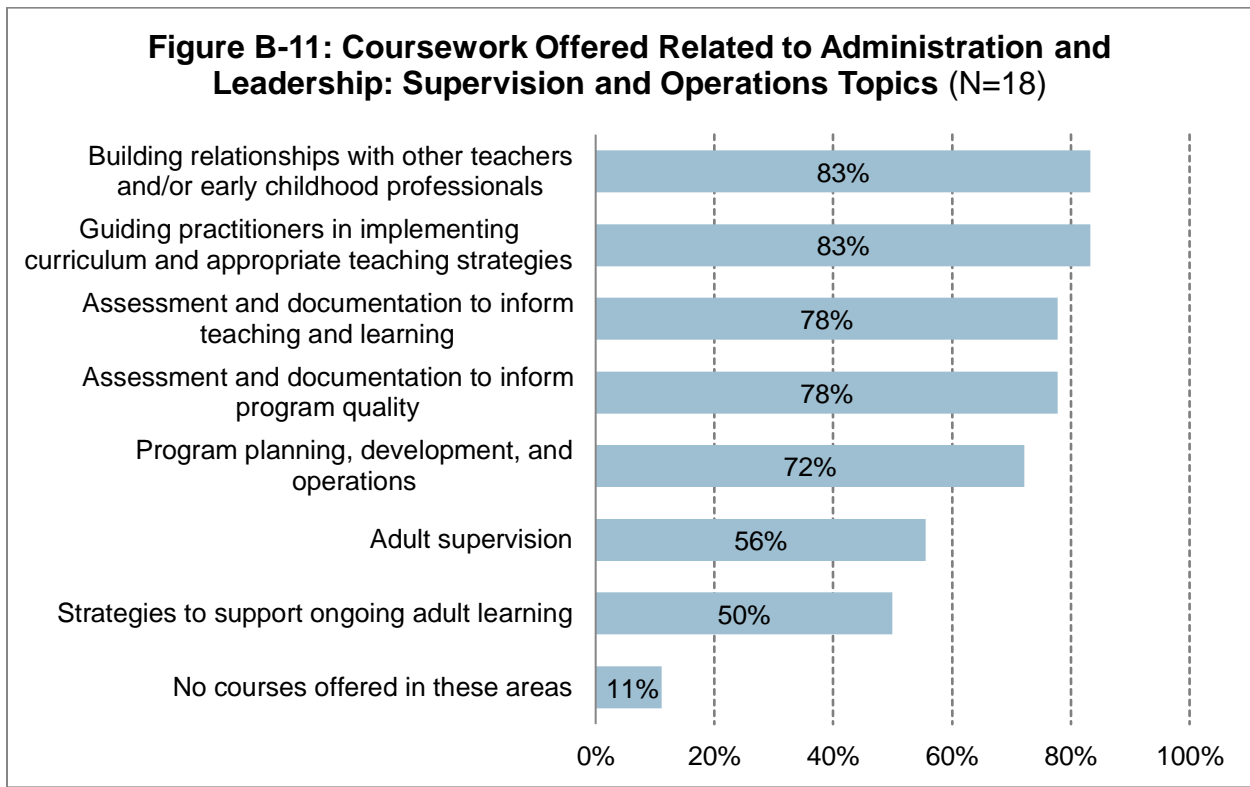 Figure B-11: Coursework Offered Related to Administration and
Leadership: Supervision and Operations Topics (N=18)
Building relationships with other teachers
and/or early childhood professionals
83%
Guiding practitioners in implementing
curriculum and appropriate teaching strategies
83%
Assessment and documentation to inform
teaching and learning
78%
Assessment and documentation to inform
program quality
78%
Program planning, development, and
operations
72%
Adult supervision
56%
Strategies to support ongoing adult learning
50%
No courses offered in these areas
11%
0% 20% 40% 60% 80% 100%